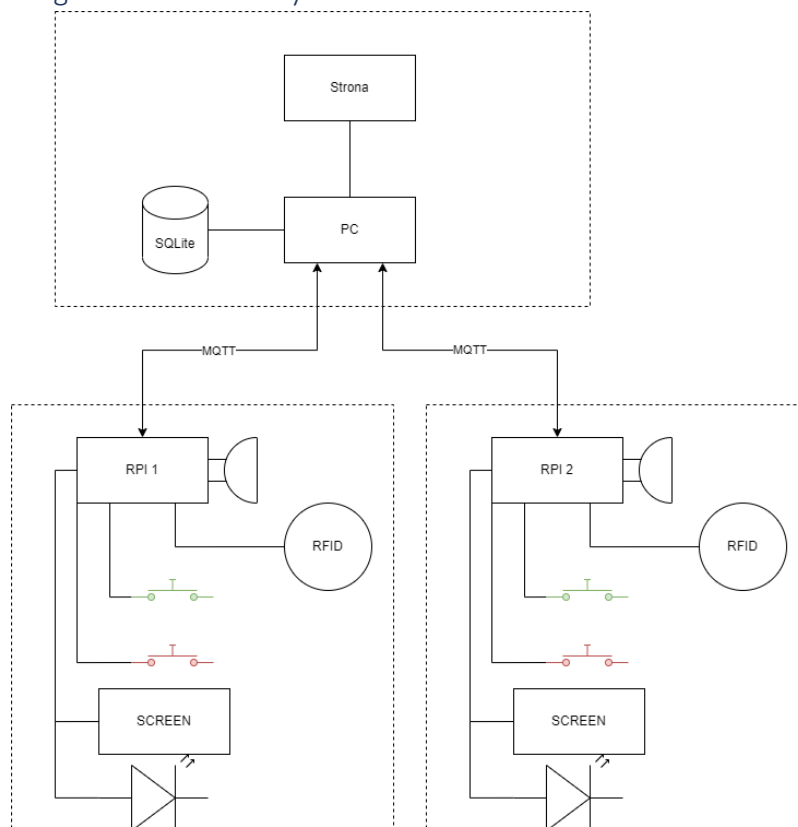 Strona
SQLite
PC
MQTT
MQTT
RPI 1
RPI 2
RFID
RFID
SCREEN
SCREEN